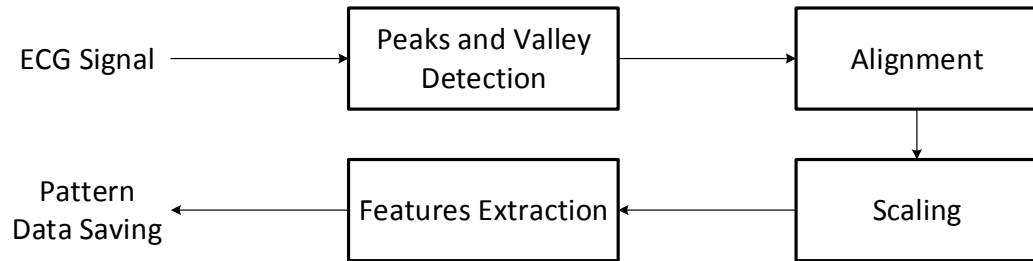 ECG Signal
Peaks and Valley
Detection
Alignment
Pattern
Data Saving
Features Extraction
Scaling